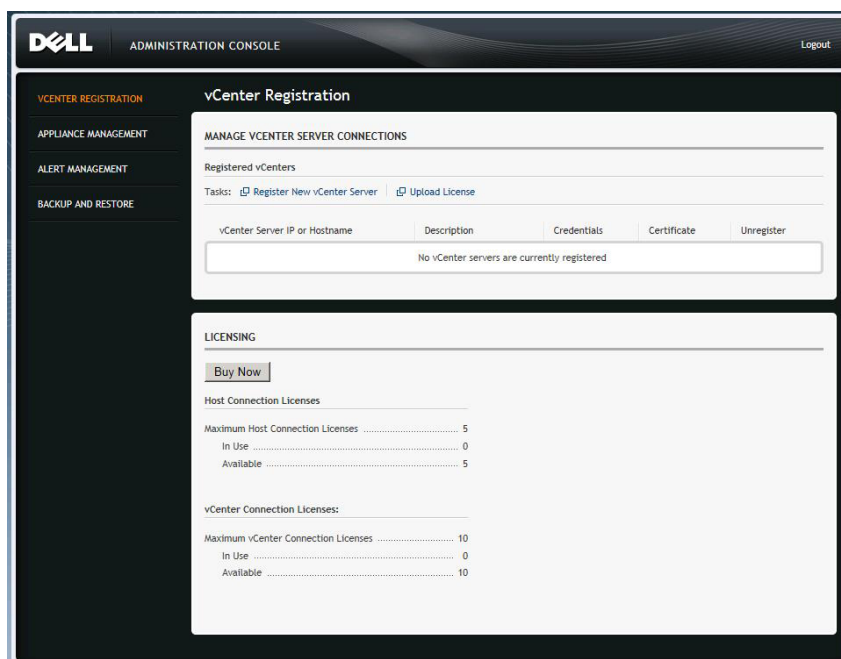 DELL ADMINISTRATION CONSOLE Logout
VCENTER REGISTRATION
APPLIANCE MANAGEMENT
ALERT MANAGEMENT
BACKUP AND RESTORE
vCenter Registration
MANAGE VCENTER SERVER CONNECTIONS
Registered vCenters
Tasks: Register New vCenter Server Upload License
vCenter Server IP or Hostname Description Credentials Certificate Unregister
No vCenter servers are currently registered
LICENSING
Buy Now
Host Connection Licenses
Maximum Host Connection Licenses ................................. 5
In Use ........................................................................ 0
Available .................................................................... 5
vCenter Connection Licenses:
Maximum vCenter Connection Licenses ........................... 10
In Use ....................................................................... 0
Available .................................................................. 10